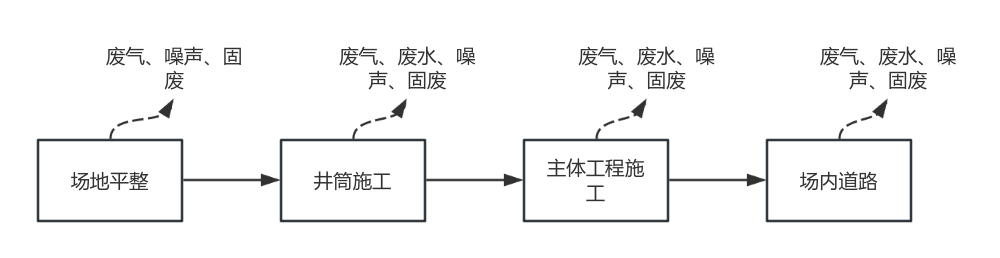 废气、噪声、固
废
废气、废水、噪
声、固废
废气、废水、噪
声、固废
废气、废水、噪
声、固废
场地平整
井筒施工
主体工程施
工
场内道路